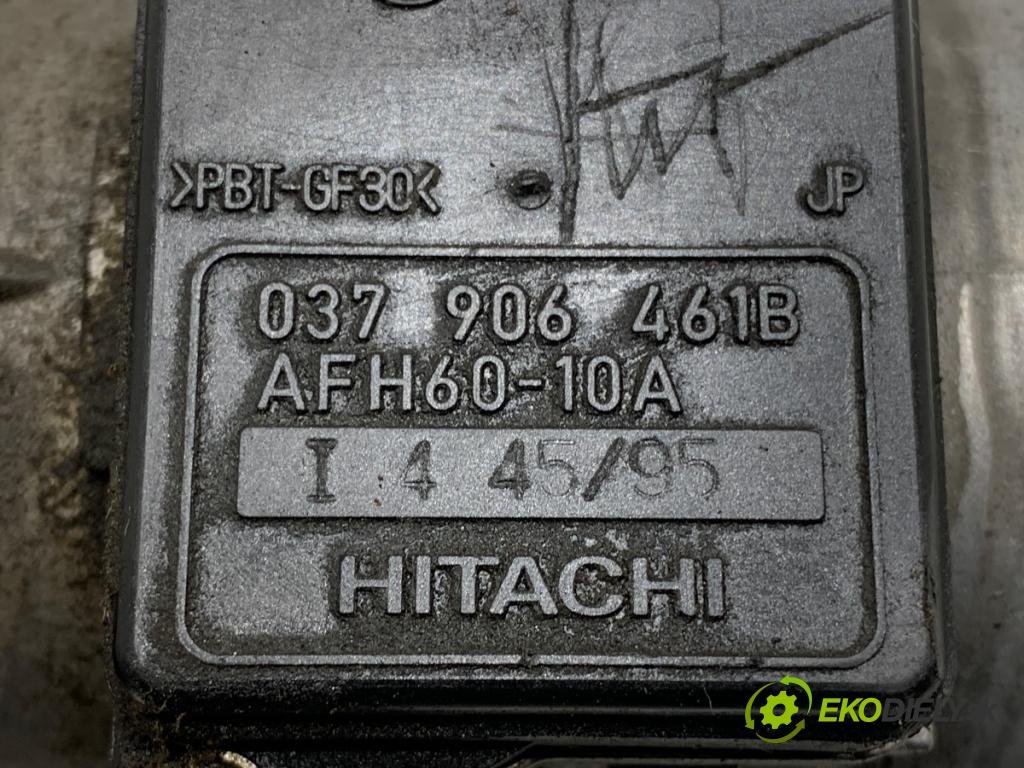 >PBT-GF30< JP
037 906 461B
AFH60-10A
I 4 45/95
HITACHI
EKODIELY